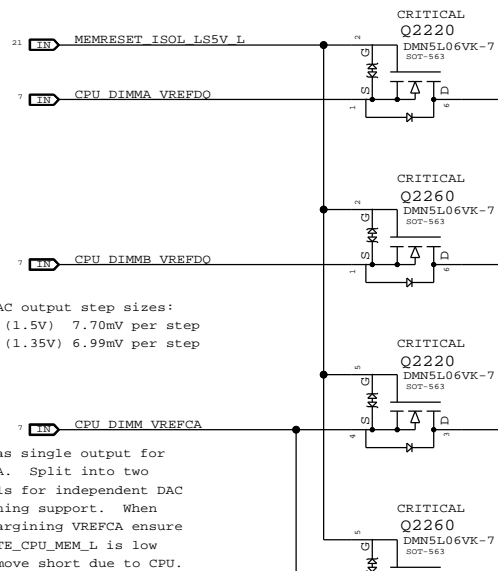 CRITICAL
Q2220
DMN5L06VK-7
SOT-563
21 IN MEMRESET_ISOL_LS5V_L
2
G
7 IN CPU_DIMMA_VREFDQ
1
S
D
6
CRITICAL
Q2260
DMN5L06VK-7
SOT-563
2
G
7 IN CPU_DIMMB_VREFDQ
1
S
D
6
AC output step sizes:
(1.5V) 7.70mV per step
(1.35V) 6.99mV per step
CRITICAL
Q2220
DMN5L06VK-7
SOT-563
5
G
7 IN CPU_DIMM_VREFCA
4
S
D
3
as single output for
A. Split into two
ls for independent DAC
ning support. When
argining VREFCA ensure
TE_CPU_MEM_L is low
move short due to CPU.
CRITICAL
Q2260
DMN5L06VK-7
SOT-563
5
G